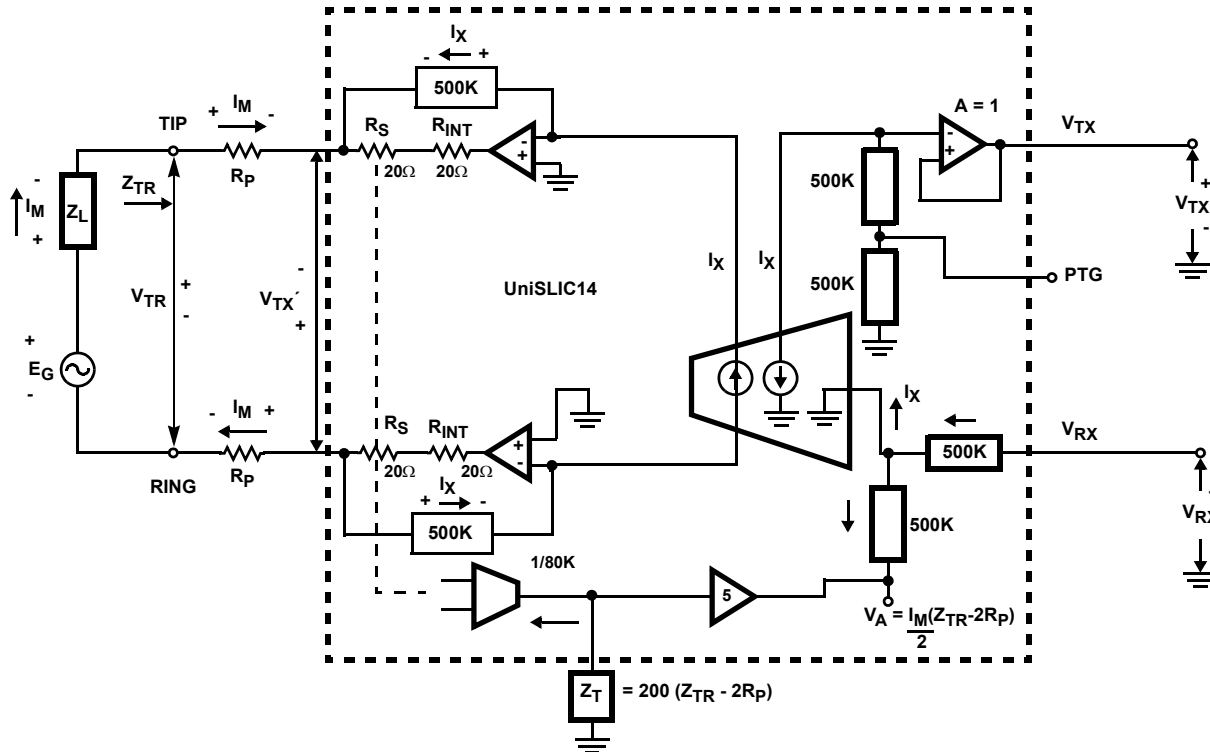 I_X
- +
500K
A = 1
I_M
+ -
TIP
R_S
R_INT
-
+
-
+
V_TX
Z_TR
R_P
20Ω
20Ω
500K
-
I_M
+
Z_L
+
V_TX
-
I_X
I_X
PTG
V_TR
+
-
-
V_TX´
+
UniSLIC14
500K
+
E_G
-
I_X
I_M
- +
R_S
R_INT
+
-
V_RX
500K
20Ω
20Ω
RING
R_P
I_X
+ -
500K
500K
V_RX
1/80K
5
V_A = I_M(Z_TR-2R_P)
2
Z_T = 200 (Z_TR - 2R_P)